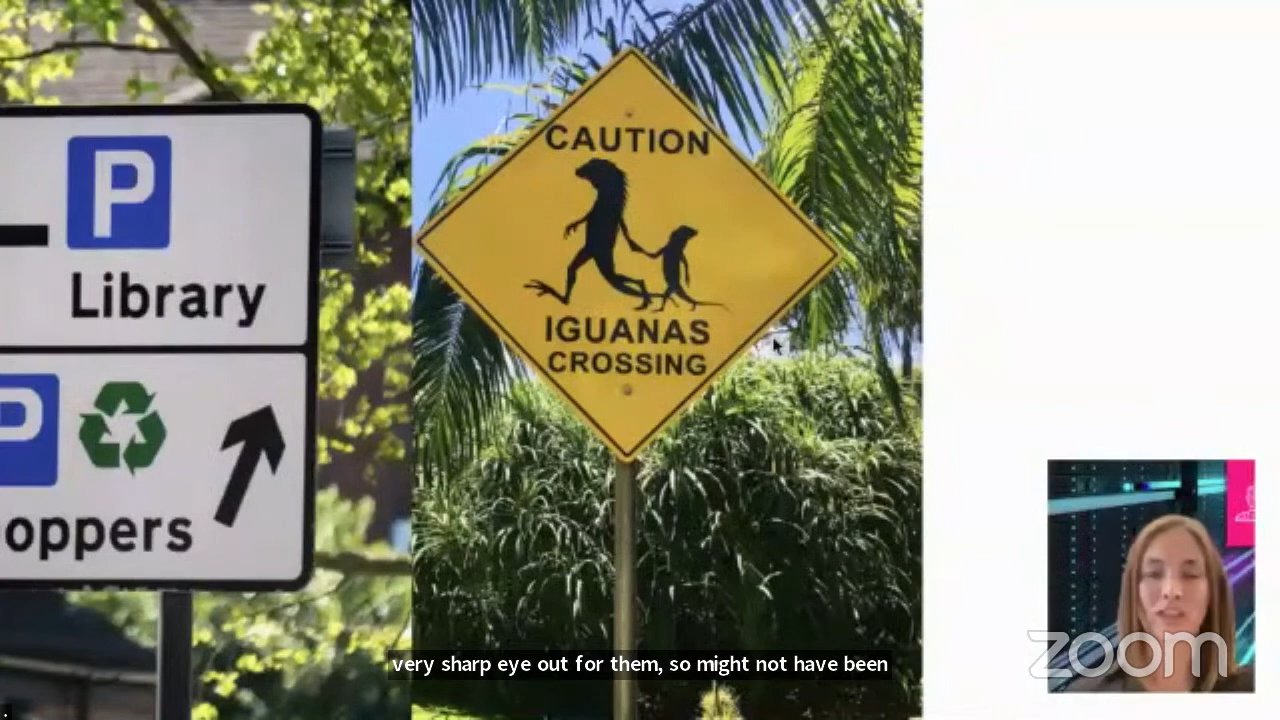 P
Library
P
oppers
CAUTION
IGUANAS
CROSSING
very sharp eye out for them, so might not have been
zoom